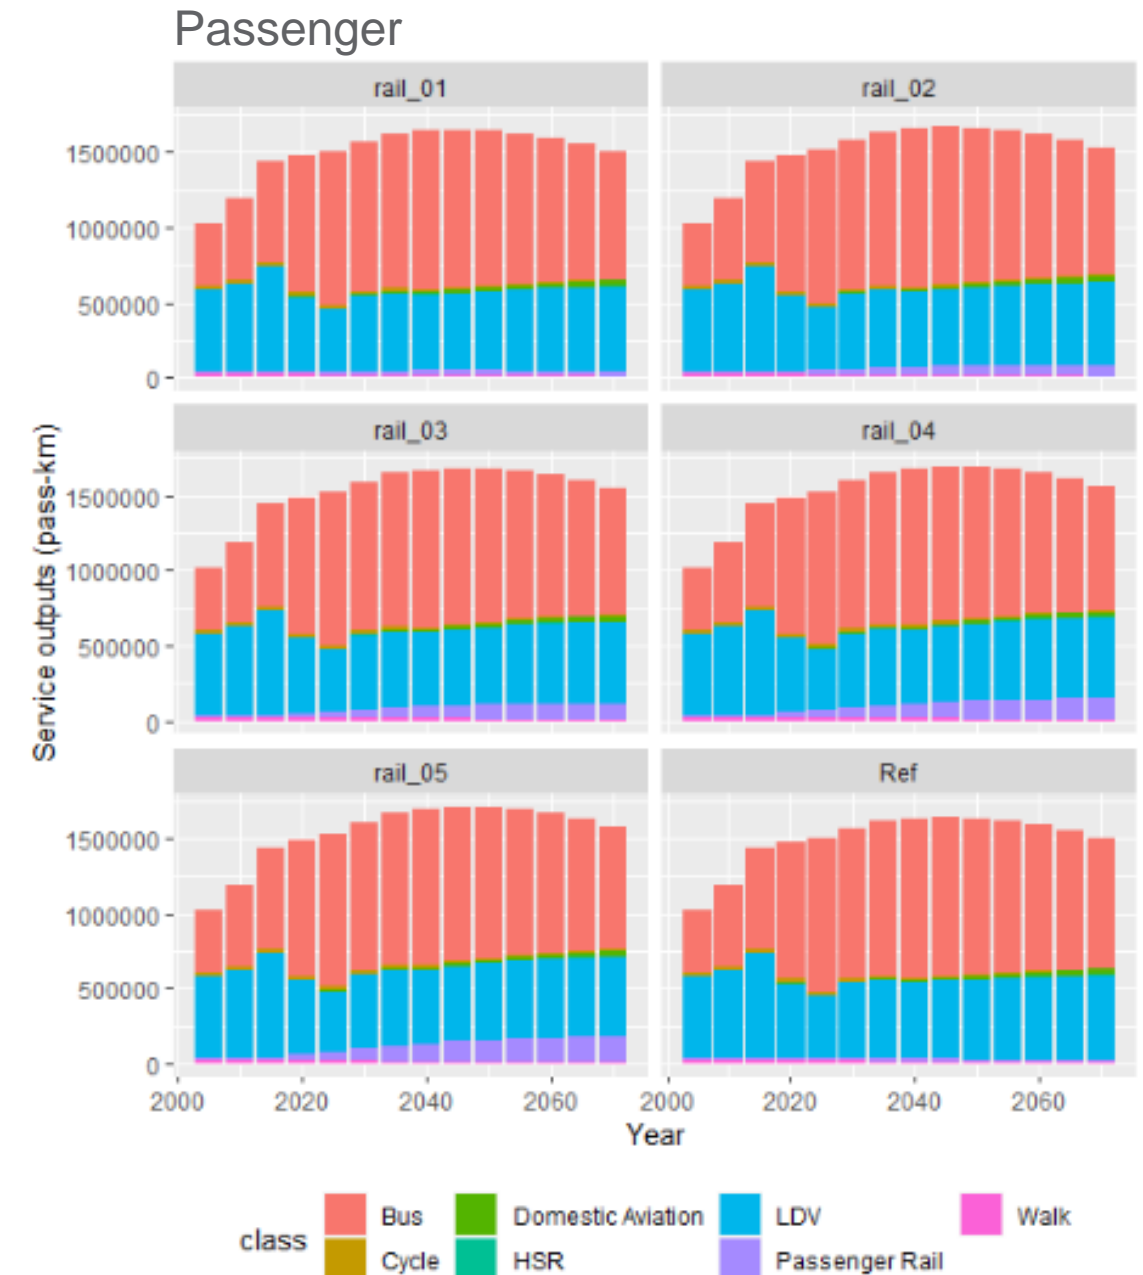 Passenger
rail_01 rail_02
1500000
1000000
500000
0
rail_03 rail_04
1500000
1000000
500000
0
Service outputs (pass-km)
rail_05 Ref
1500000
1000000
500000
0
2000 2020 2040 2060 2000 2020 2040 2060
Year
class
Bus Domestic Aviation LDV Walk
Cycle HSR Passenger Rail